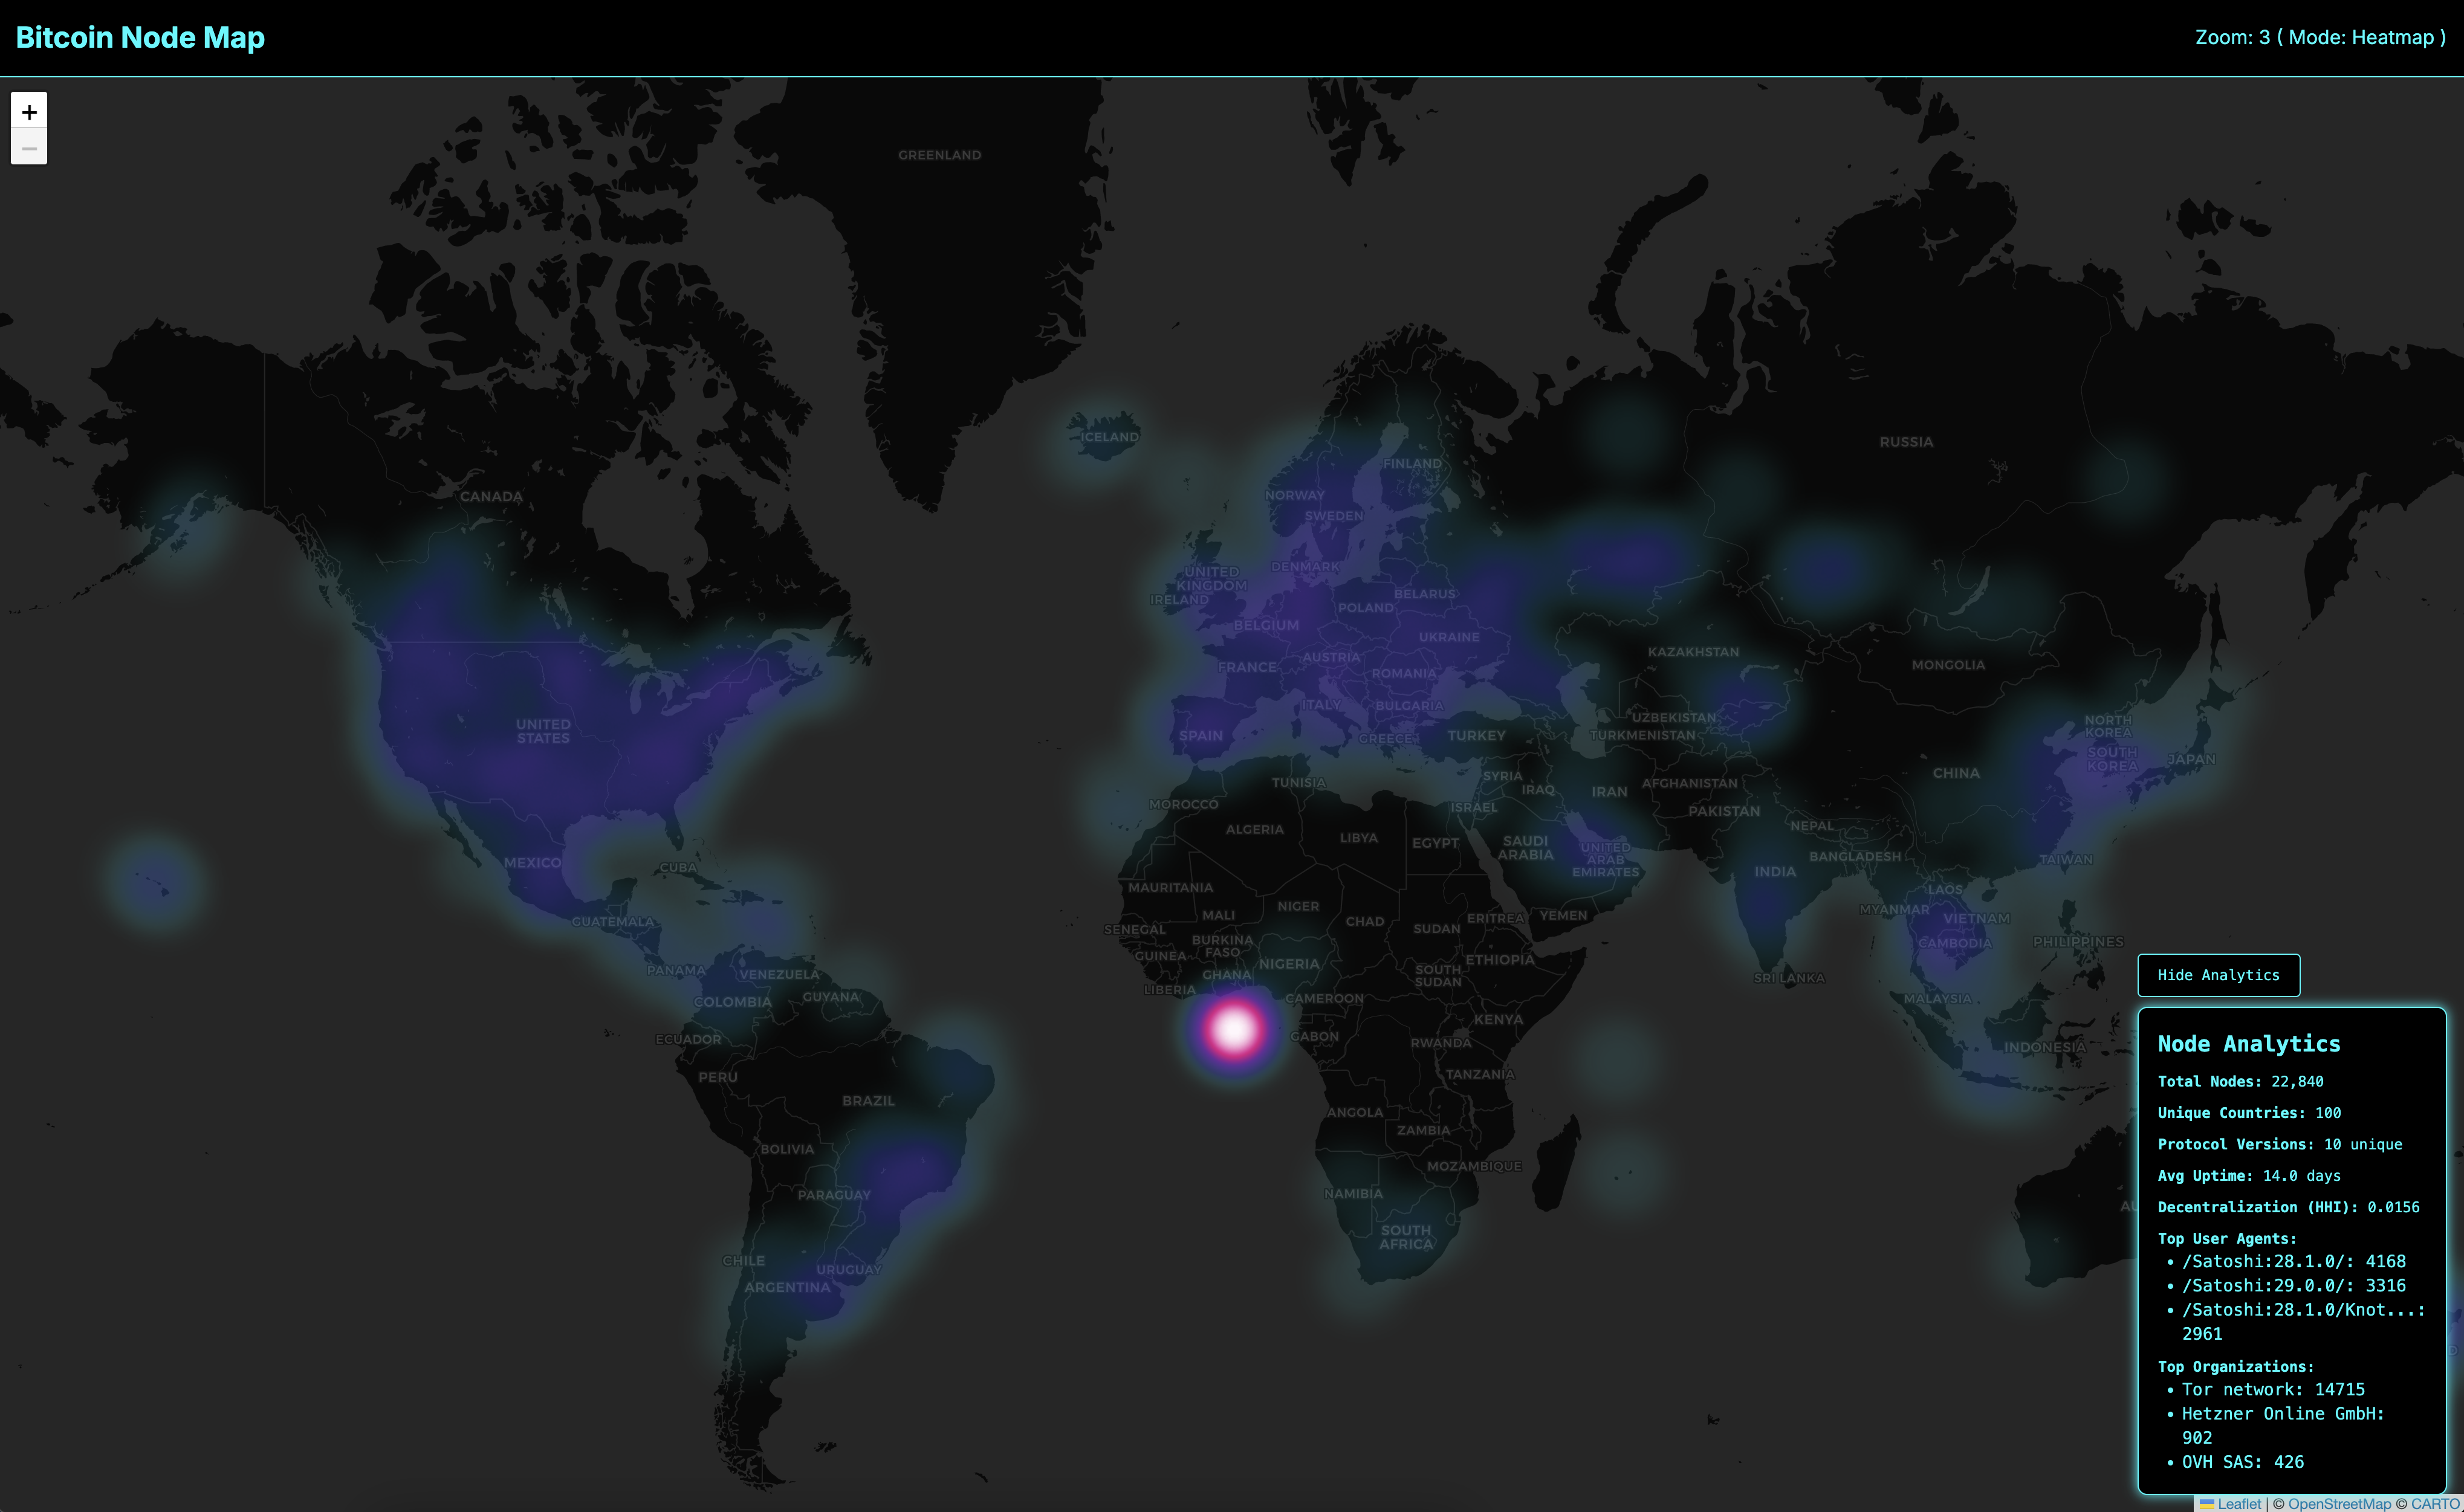 Bitcoin Node Map
Zoom: 3 ( Mode: Heatmap )
+
−
GREENLAND
RUSSIA
ICELAND
FINLAND
CANADA
NORWAY
SWEDEN
DENMARK
UNITED
KINGDOM
IRELAND
BELARUS
POLAND
BELGIUM
UKRAINE
FRANCE
AUSTRIA
ROMANIA
KAZAKHSTAN
MONGOLIA
ITALY
BULGARIA
UNITED
STATES
SPAIN
GREECE
TURKEY
UZBEKISTAN
TURKMENISTAN
NORTH
KOREA
SOUTH
KOREA
JAPAN
CHINA
TUNISIA
SYRIA
IRAQ
IRAN
AFGHANISTAN
MOROCCO
ISRAEL
PAKISTAN
ALGERIA
LIBYA
EGYPT
SAUDI
ARABIA
UNITED
ARAB
EMIRATES
NEPAL
BANGLADESH
TAIWAN
MEXICO
CUBA
INDIA
MAURITANIA
LAOS
MYANMAR
VIETNAM
GUATEMALA
MALI
NIGER
CHAD
SUDAN
ERITREA
YEMEN
SENEGAL
BURKINA
FASO
CAMBODIA
PHILIPPINES
GUINEA
GHANA
NIGERIA
ETHIOPIA
SOUTH
SUDAN
SRI LANKA
PANAMA
VENEZUELA
LIBERIA
CAMEROON
MALAYSIA
COLOMBIA
GUYANA
KENYA
ECUADOR
GABON
RWANDA
INDONESIA
PERU
TANZANIA
BRAZIL
ANGOLA
ZAMBIA
BOLIVIA
MOZAMBIQUE
PARAGUAY
NAMIBIA
AU
SOUTH
AFRICA
CHILE
URUGUAY
ARGENTINA
Hide Analytics
Node Analytics
Total Nodes: 22,840
Unique Countries: 100
Protocol Versions: 10 unique
Avg Uptime: 14.0 days
Decentralization (HHI): 0.0156
Top User Agents:
• /Satoshi:28.1.0/: 4168
• /Satoshi:29.0.0/: 3316
• /Satoshi:28.1.0/Knot...:
2961
Top Organizations:
• Tor network: 14715
• Hetzner Online GmbH:
902
• OVH SAS: 426
Leaflet | © OpenStreetMap © CARTO